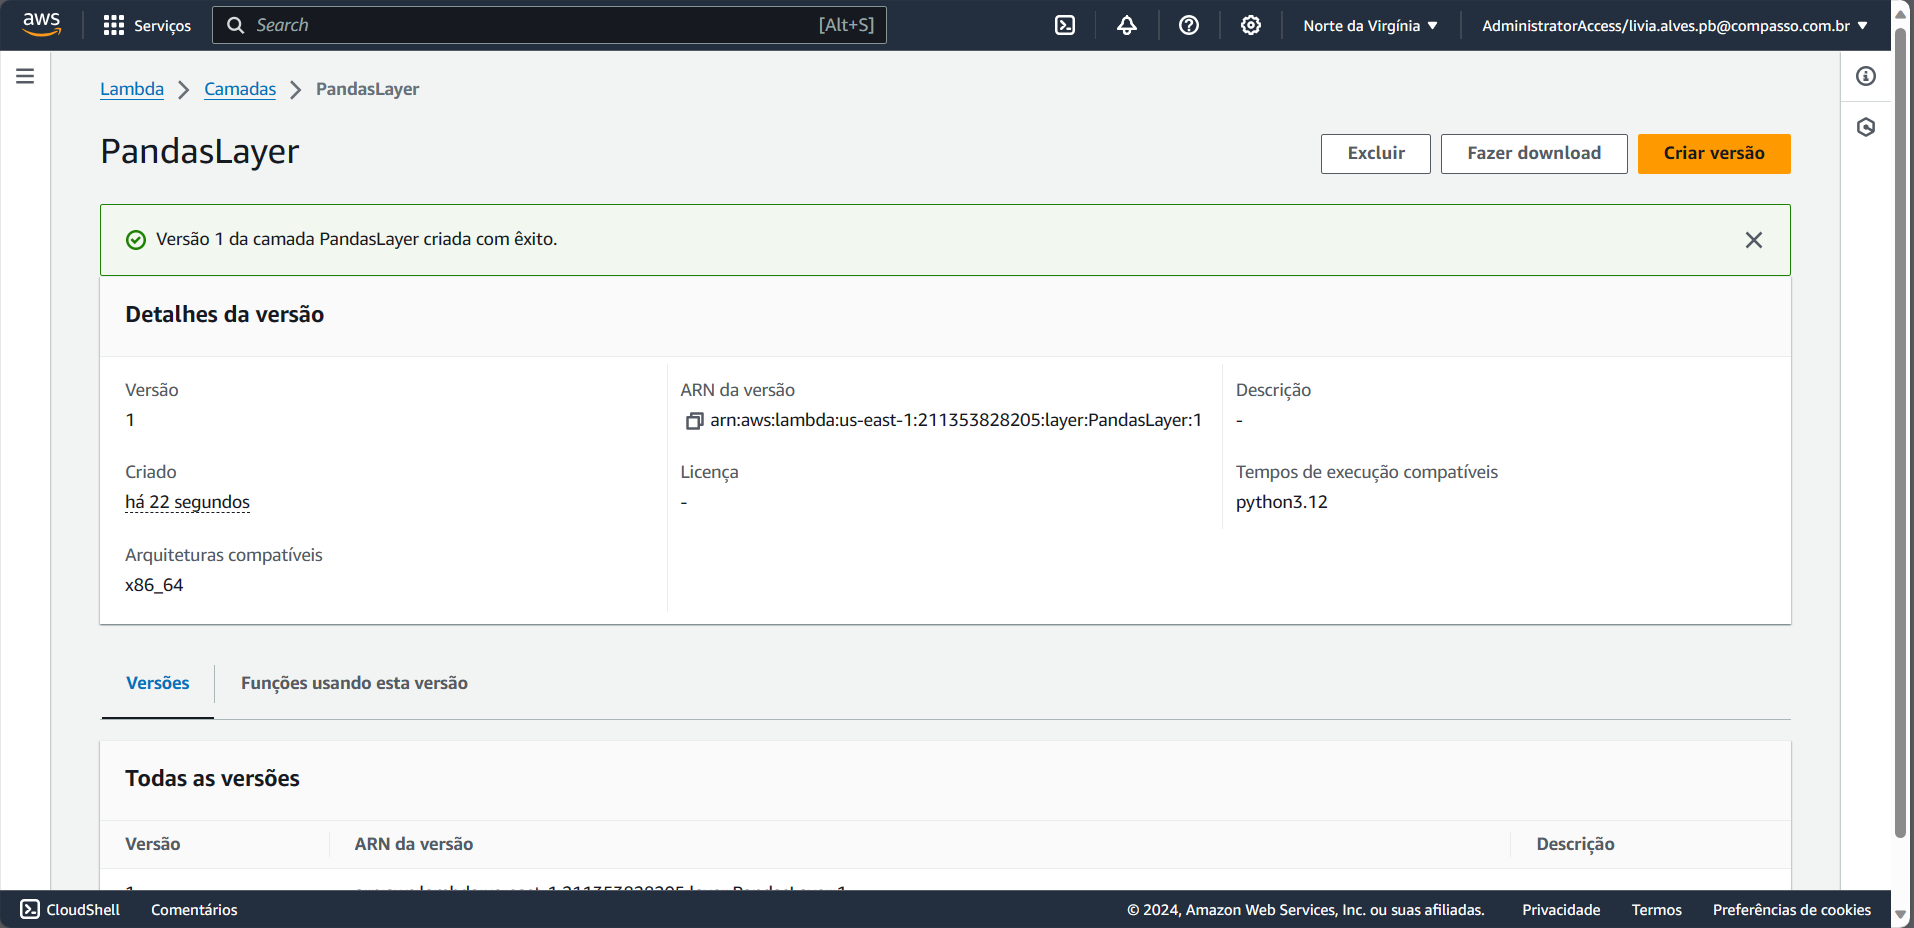 aws
Serviços
Search
[Alt+S]
Norte da Virgínia
AdministratorAccess/livia.alves.pb@compasso.com.br
Lambda
Camadas
PandasLayer
PandasLayer
Excluir
Fazer download
Criar versão
Versão 1 da camada PandasLayer criada com êxito.
Detalhes da versão
Versão
1
ARN da versão
arn:aws:lambda:us-east-1:211353828205:layer:PandasLayer:1
Descrição
-
Criado
há 22 segundos
Licença
-
Tempos de execução compatíveis
python3.12
Arquiteturas compatíveis
x86_64
Versões
Funções usando esta versão
Todas as versões
Versão
ARN da versão
Descrição
CloudShell
Comentários
© 2024, Amazon Web Services, Inc. ou suas afiliadas.
Privacidade
Termos
Preferências de cookies